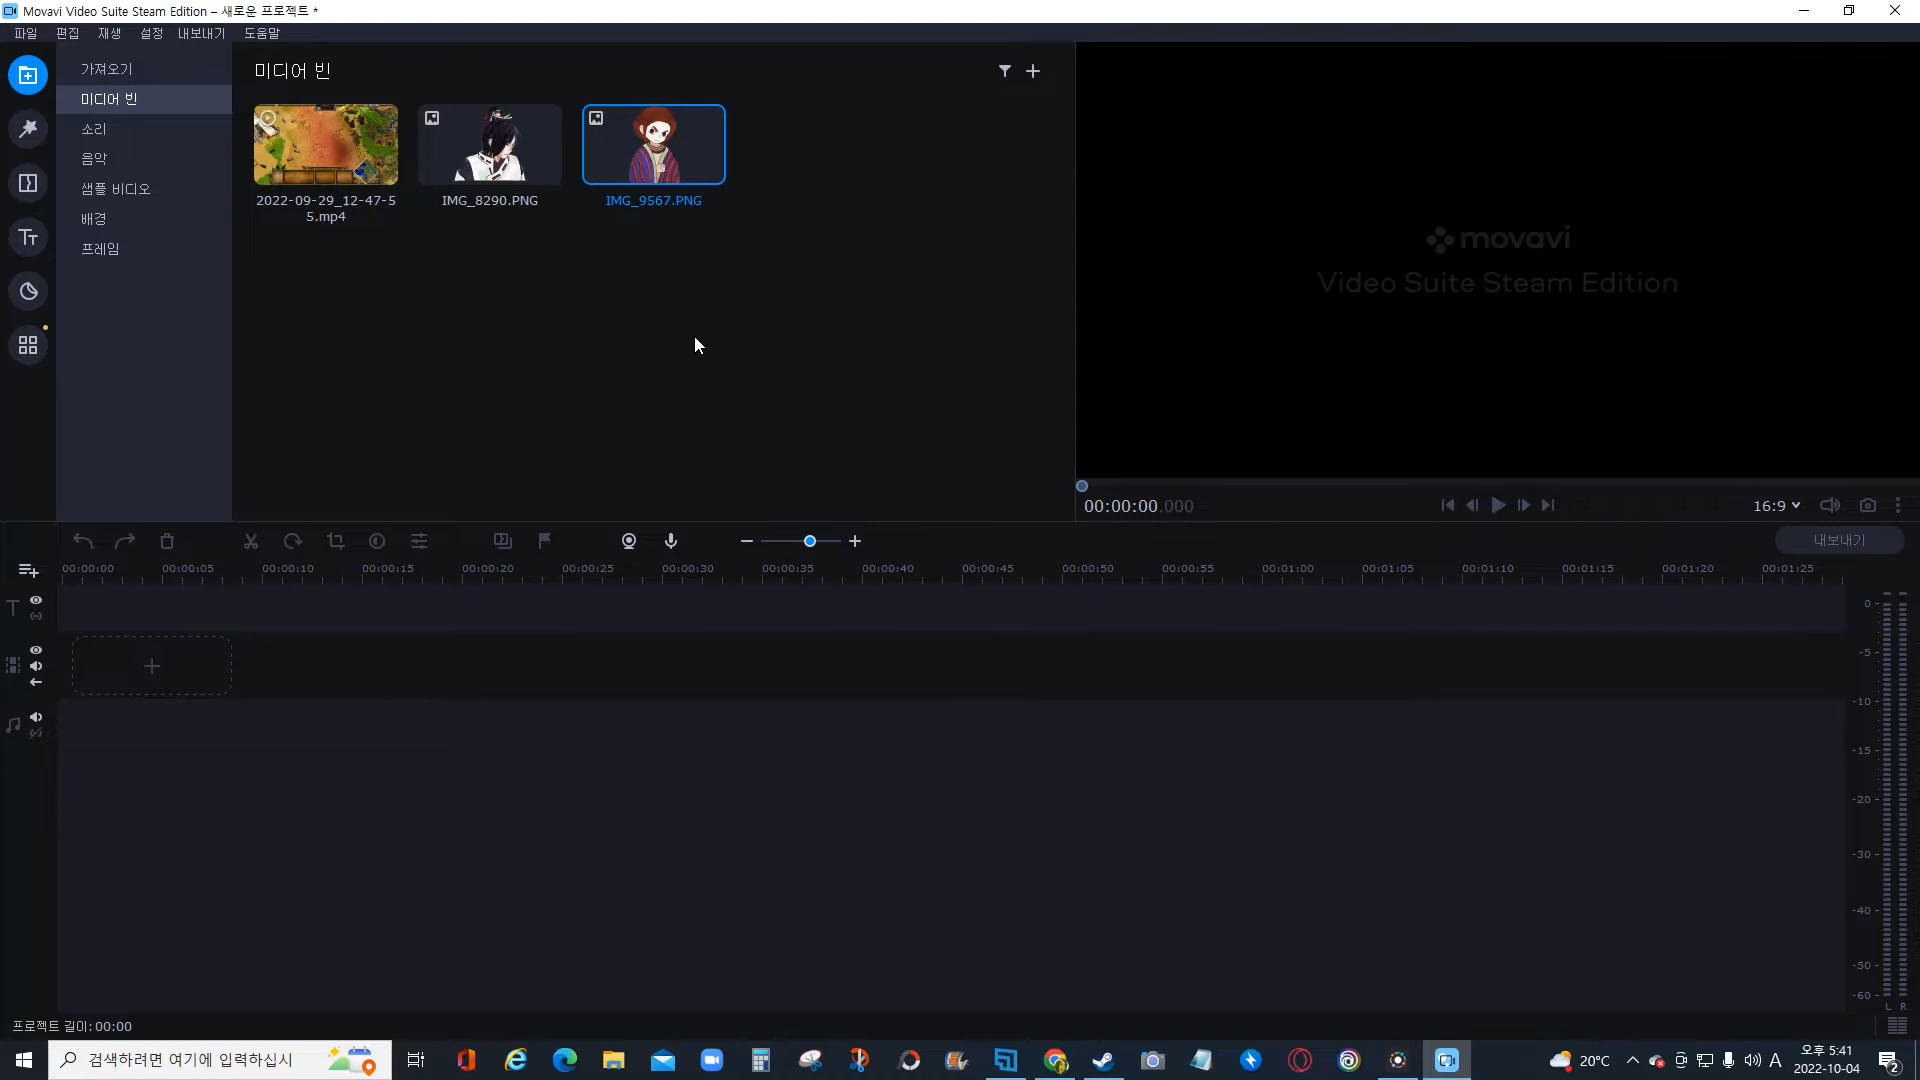 Movavi Video Suite Steam Edition – 새로운 프로젝트 *
파일 편집 재생 설정 내보내기 도움말
가져오기
미디어 빈
소리
음악
샘플 비디오
배경
프레임
미디어 빈
2022-09-29_12-47-5
5.mp4
IMG_8290.PNG
IMG_9567.PNG
movavi
Video Suite Steam Edition
00:00:00.000
16:9
내보내기
00:00:00 00:00:05 00:00:10 00:00:15 00:00:20 00:00:25 00:00:30 00:00:35 00:00:40 00:00:45 00:00:50 00:00:55 00:01:00 00:01:05 00:01:10 00:01:15 00:01:20 00:01:25
0
-5
-10
-15
-20
-30
-40
-50
-60
L R
프로젝트 길이: 00:00
검색하려면 여기에 입력하십시
20°C
A
오후 5:41
2022-10-04
2